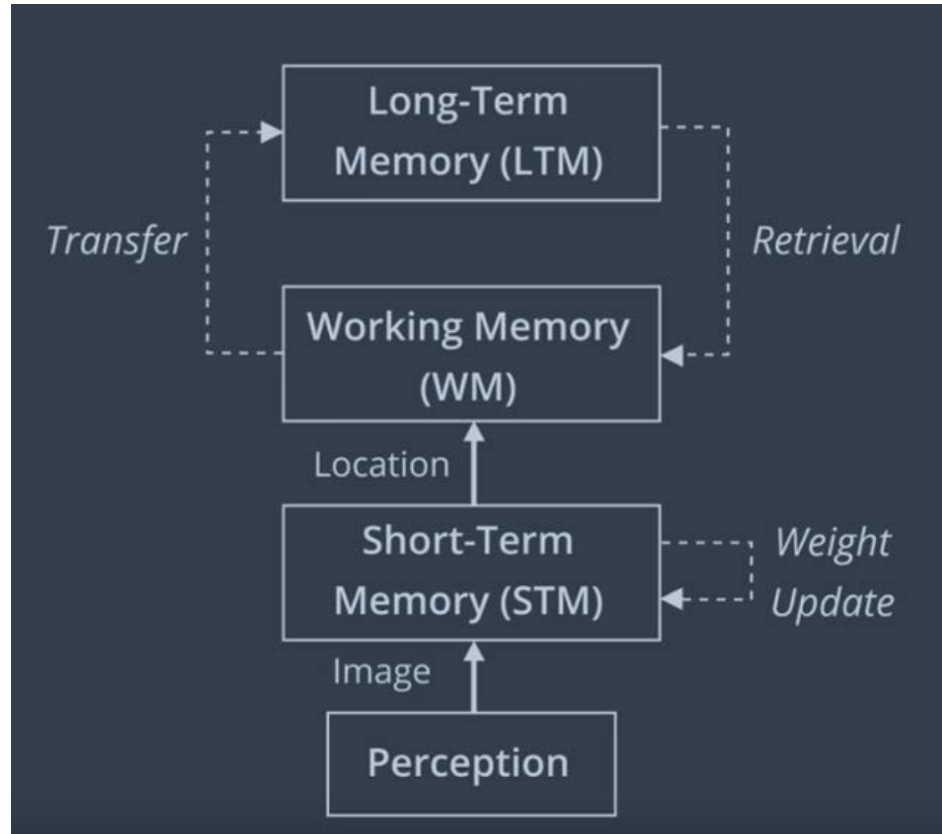 Long-Term
Memory (LTM)
Transfer
Retrieval
Working Memory
(WM)
Location
Short-Term
Memory (STM)
Weight
Update
Image
Perception